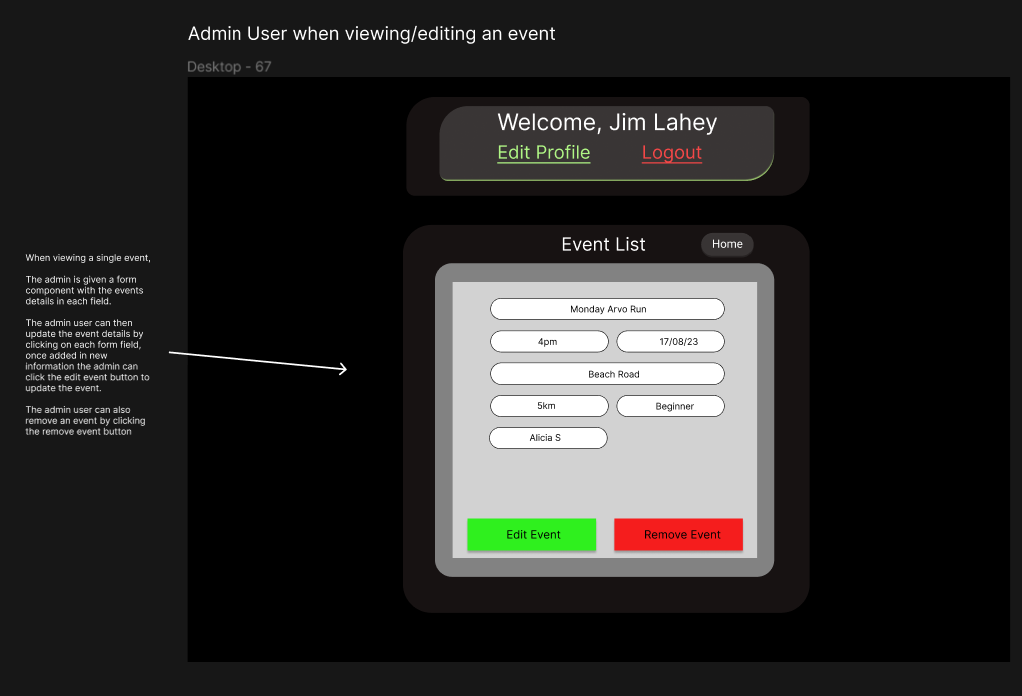 Admin User when viewing/editing an event
Desktop - 67
Welcome, Jim Lahey
Edit Profile
Logout
Event List
Home
When viewing a single event,
The admin is given a form
component with the events
details in each field.
The admin user can then
update the event details by
clicking on each form field,
once added in new
information the admin can
click the edit event button to
update the event.
The admin user can also
remove an event by clicking
the remove event button
Monday Arvo Run
4pm
17/08/23
Beach Road
5km
Beginner
Alicia S
Edit Event
Remove Event